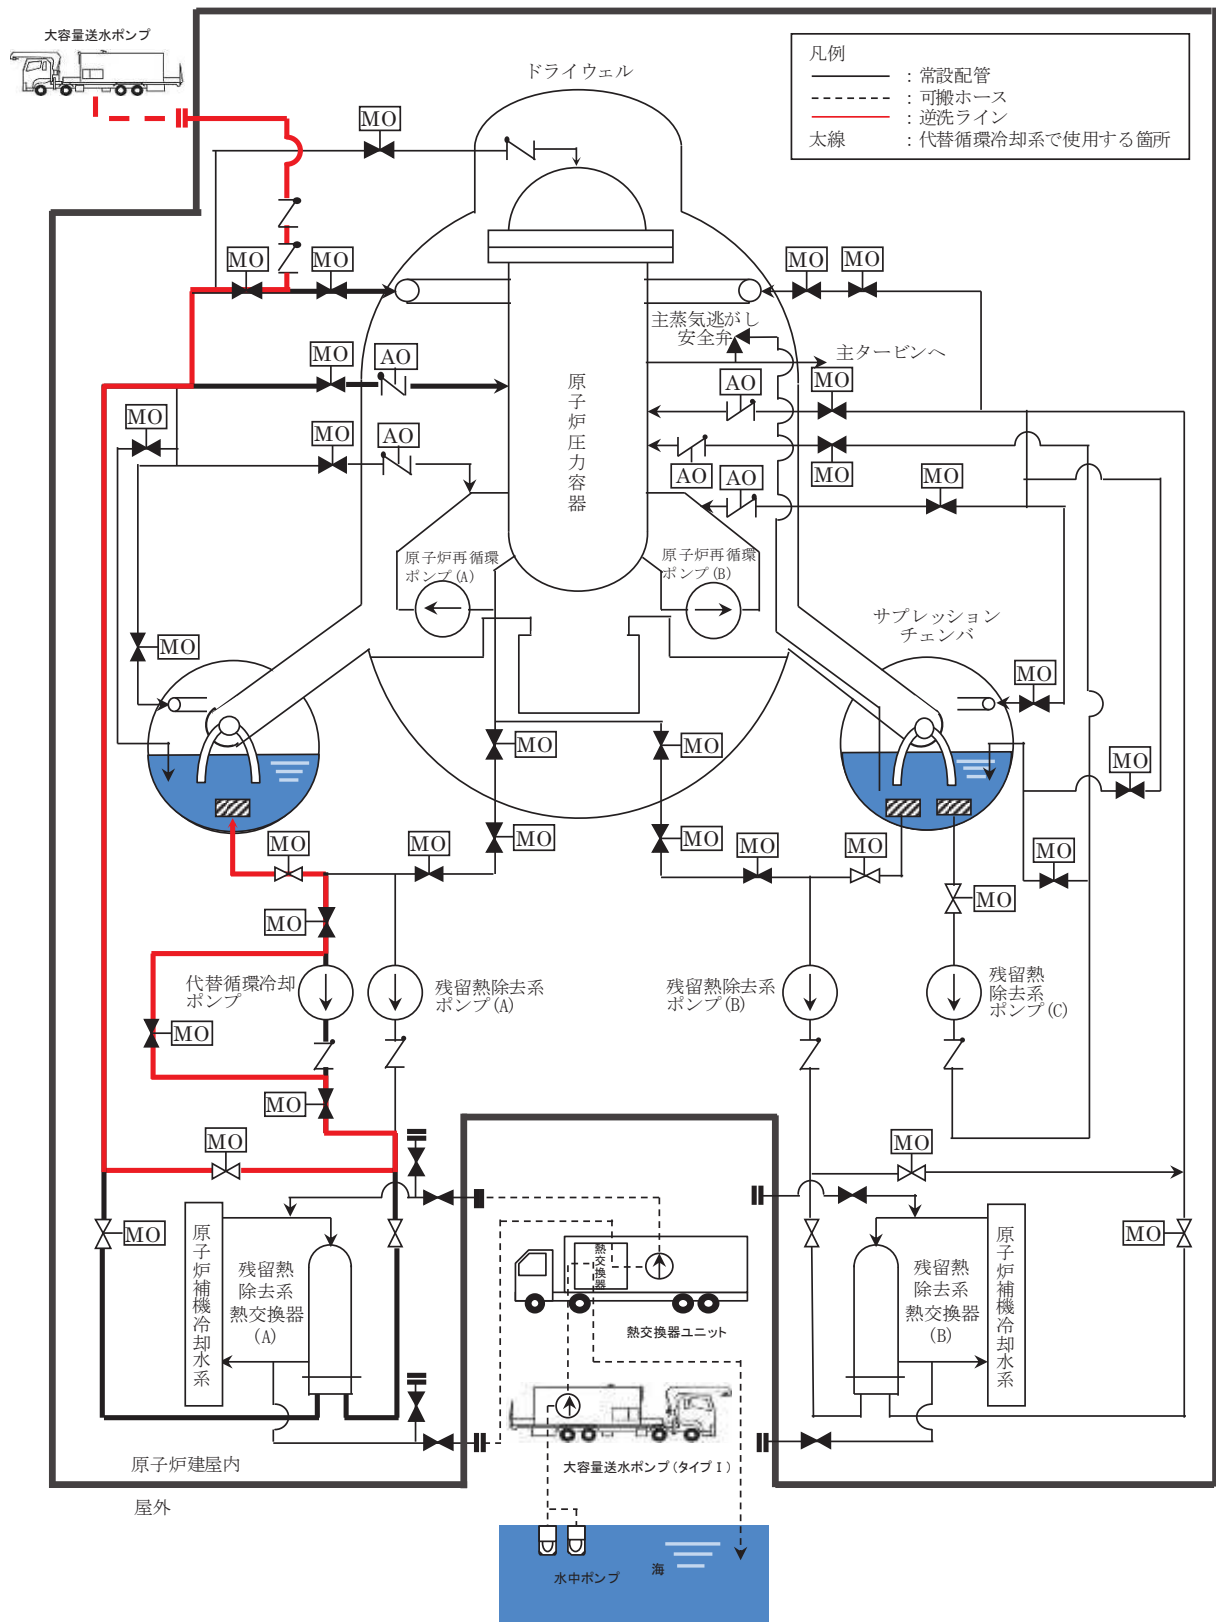 大容量送水ポンプ
凡例
：常設配管
：可搬ホース
：逆洗ライン
太線
：代替循環冷却系で使用する箇所
ドライウェル
MO
MO
MO
MO
MO
主蒸気逃がし
安全弁
主タービンへ
MO
AO
AO
MO
MO
MO
AO
AO
AO
MO
MO
原子炉圧力容器
原子炉再循環
ポンプ(A)
原子炉再循環
ポンプ(B)
サプレッション
チェンバ
MO
MO
MO
MO
MO
MO
MO
MO
MO
MO
MO
MO
MO
MO
代替循環冷却
ポンプ
残留熱除去系
ポンプ(A)
残留熱除去系
ポンプ(B)
残留熱
除去系
ポンプ(C)
MO
MO
MO
MO
MO
MO
原子炉補機冷却水系
残留熱
除去系
熱交換器
(A)
熱交換器
熱交換器ユニット
残留熱
除去系
熱交換器
(B)
原子炉補機冷却水系
大容量送水ポンプ(タイプⅠ)
原子炉建屋内
屋外
水中ポンプ
海